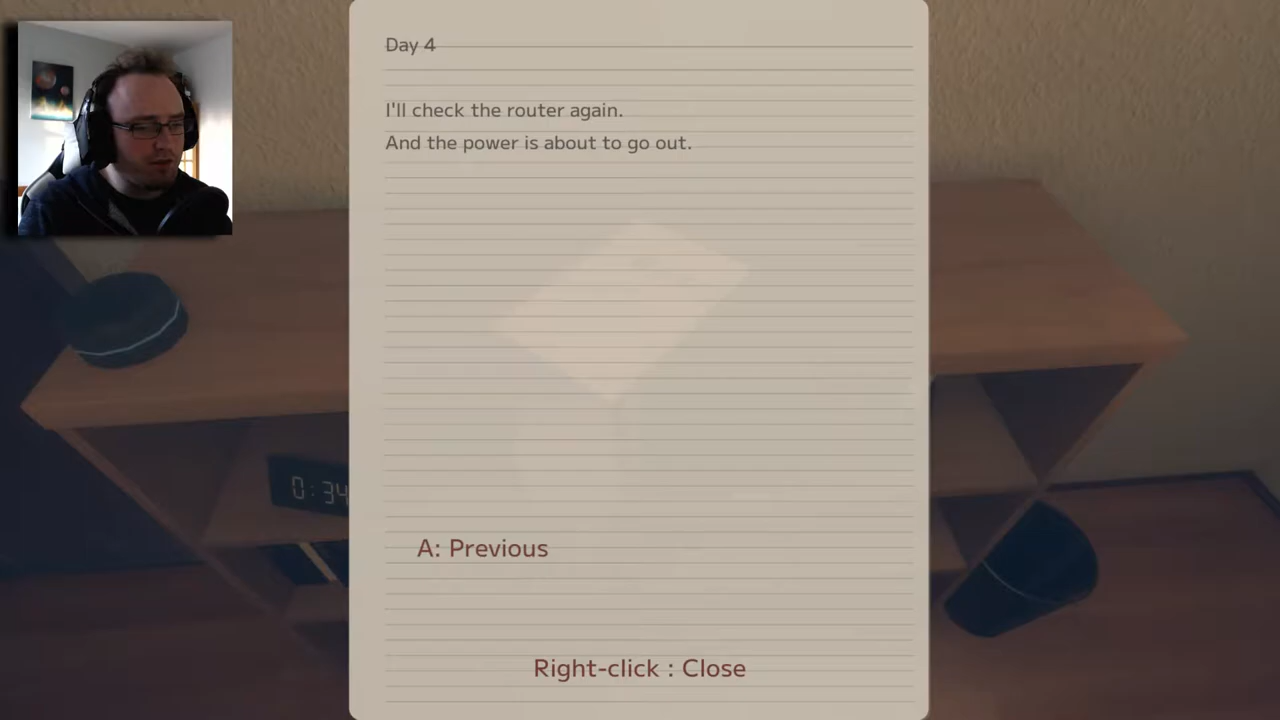 Day 4
I'll check the router again.
And the power is about to go out.
0:34
A: Previous
Right-click : Close